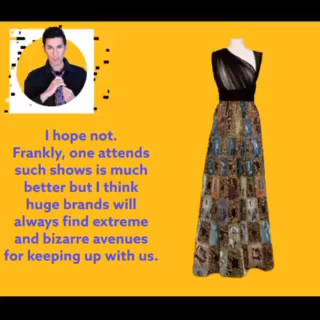 I hope not.
Frankly, one attends
such shows is much
better but I think
huge brands will
always find extreme
and bizarre avenues
for keeping up with us.